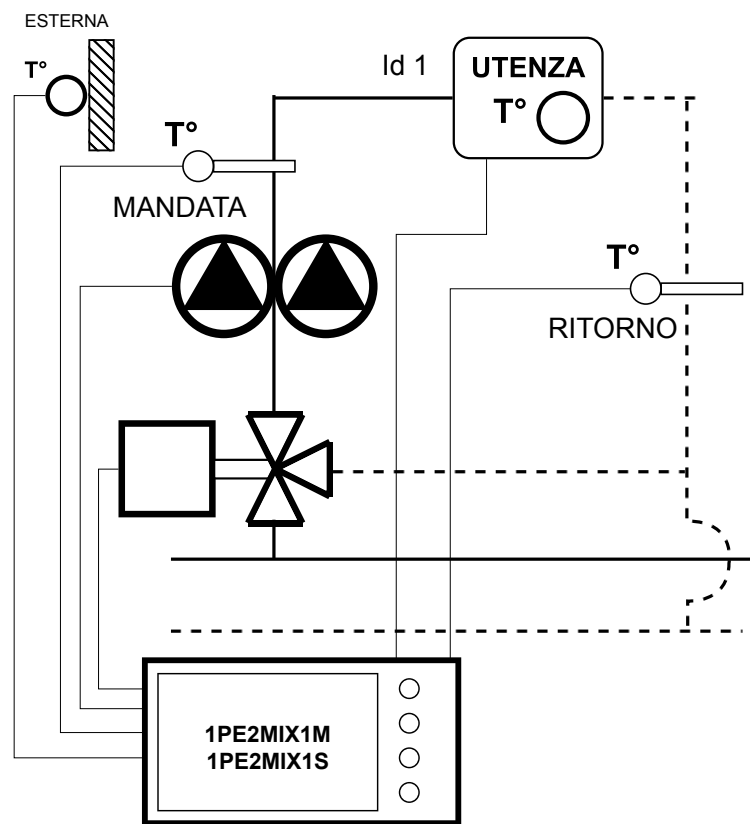 ESTERNA
T°
Id 1
UTENZA
T°
T°
MANDATA
T°
RITORNO
1PE2MIX1M
1PE2MIX1S